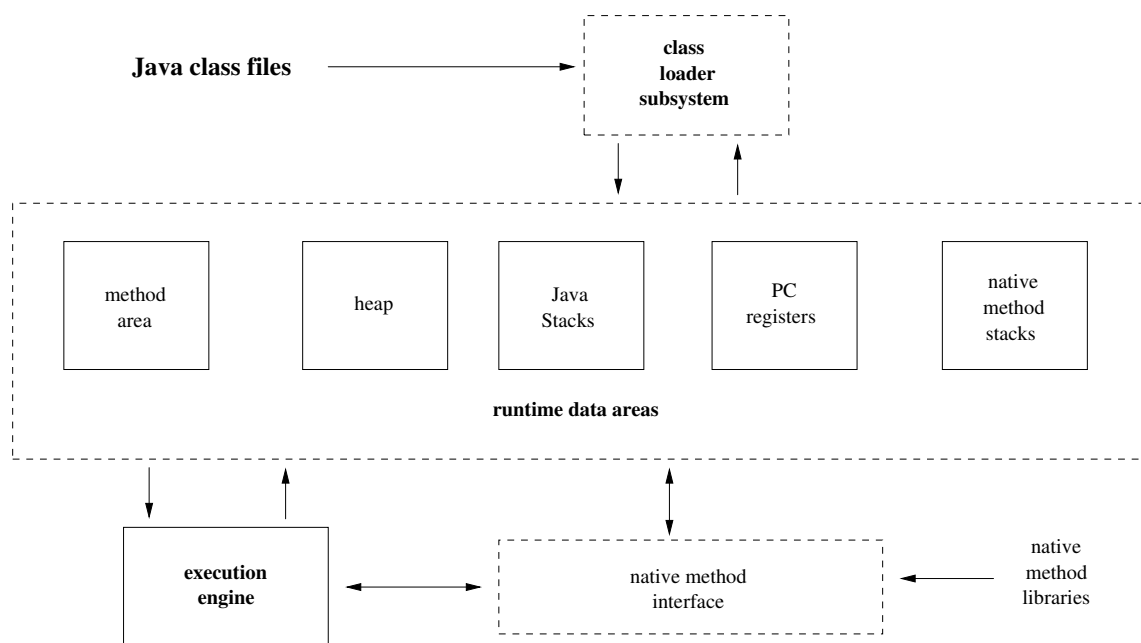 Java class files
class
loader
subsystem
method
area
heap
Java
Stacks
PC
registers
native
method
stacks
runtime data areas
execution
engine
native method
interface
native
method
libraries